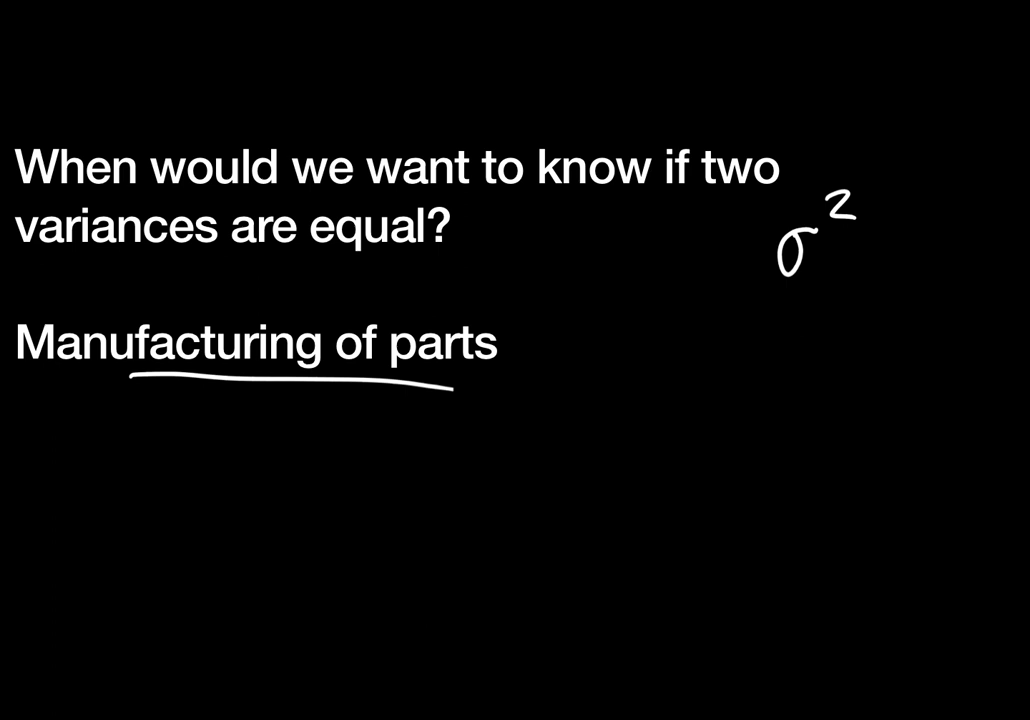 When would we want to know if two
variances are equal?
σ²
Manufacturing of parts